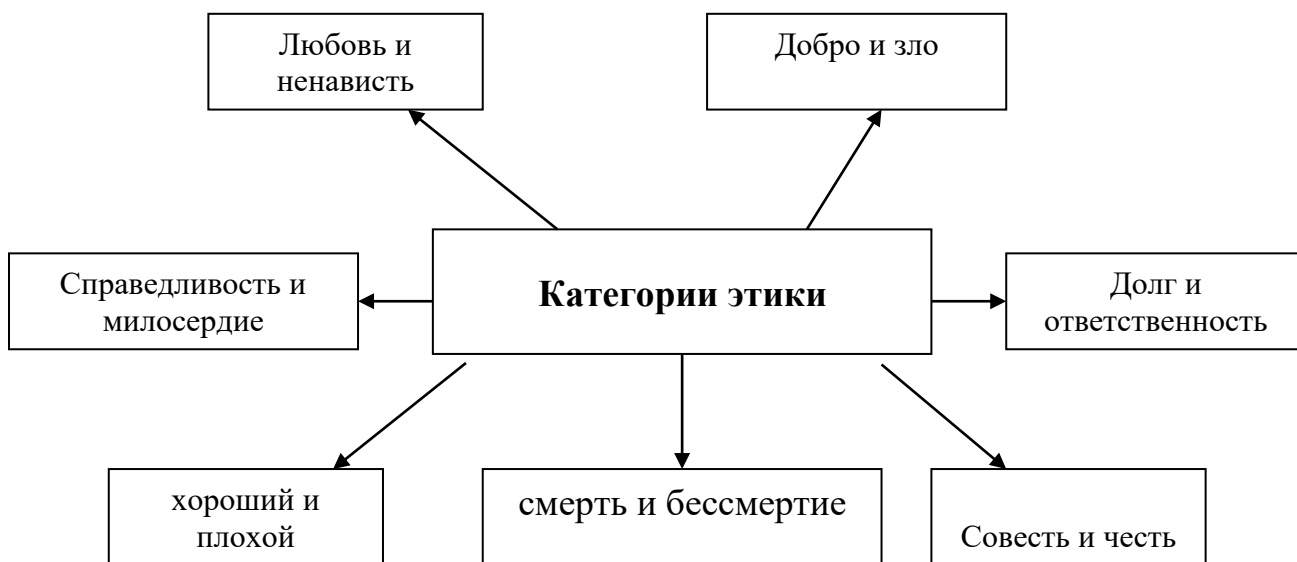 Любовь и
ненависть
Добро и зло
Категории этики
Справедливость и
милосердие
Долг и
ответственность
хороший и
плохой
смерть и бессмертие
Совесть и честь